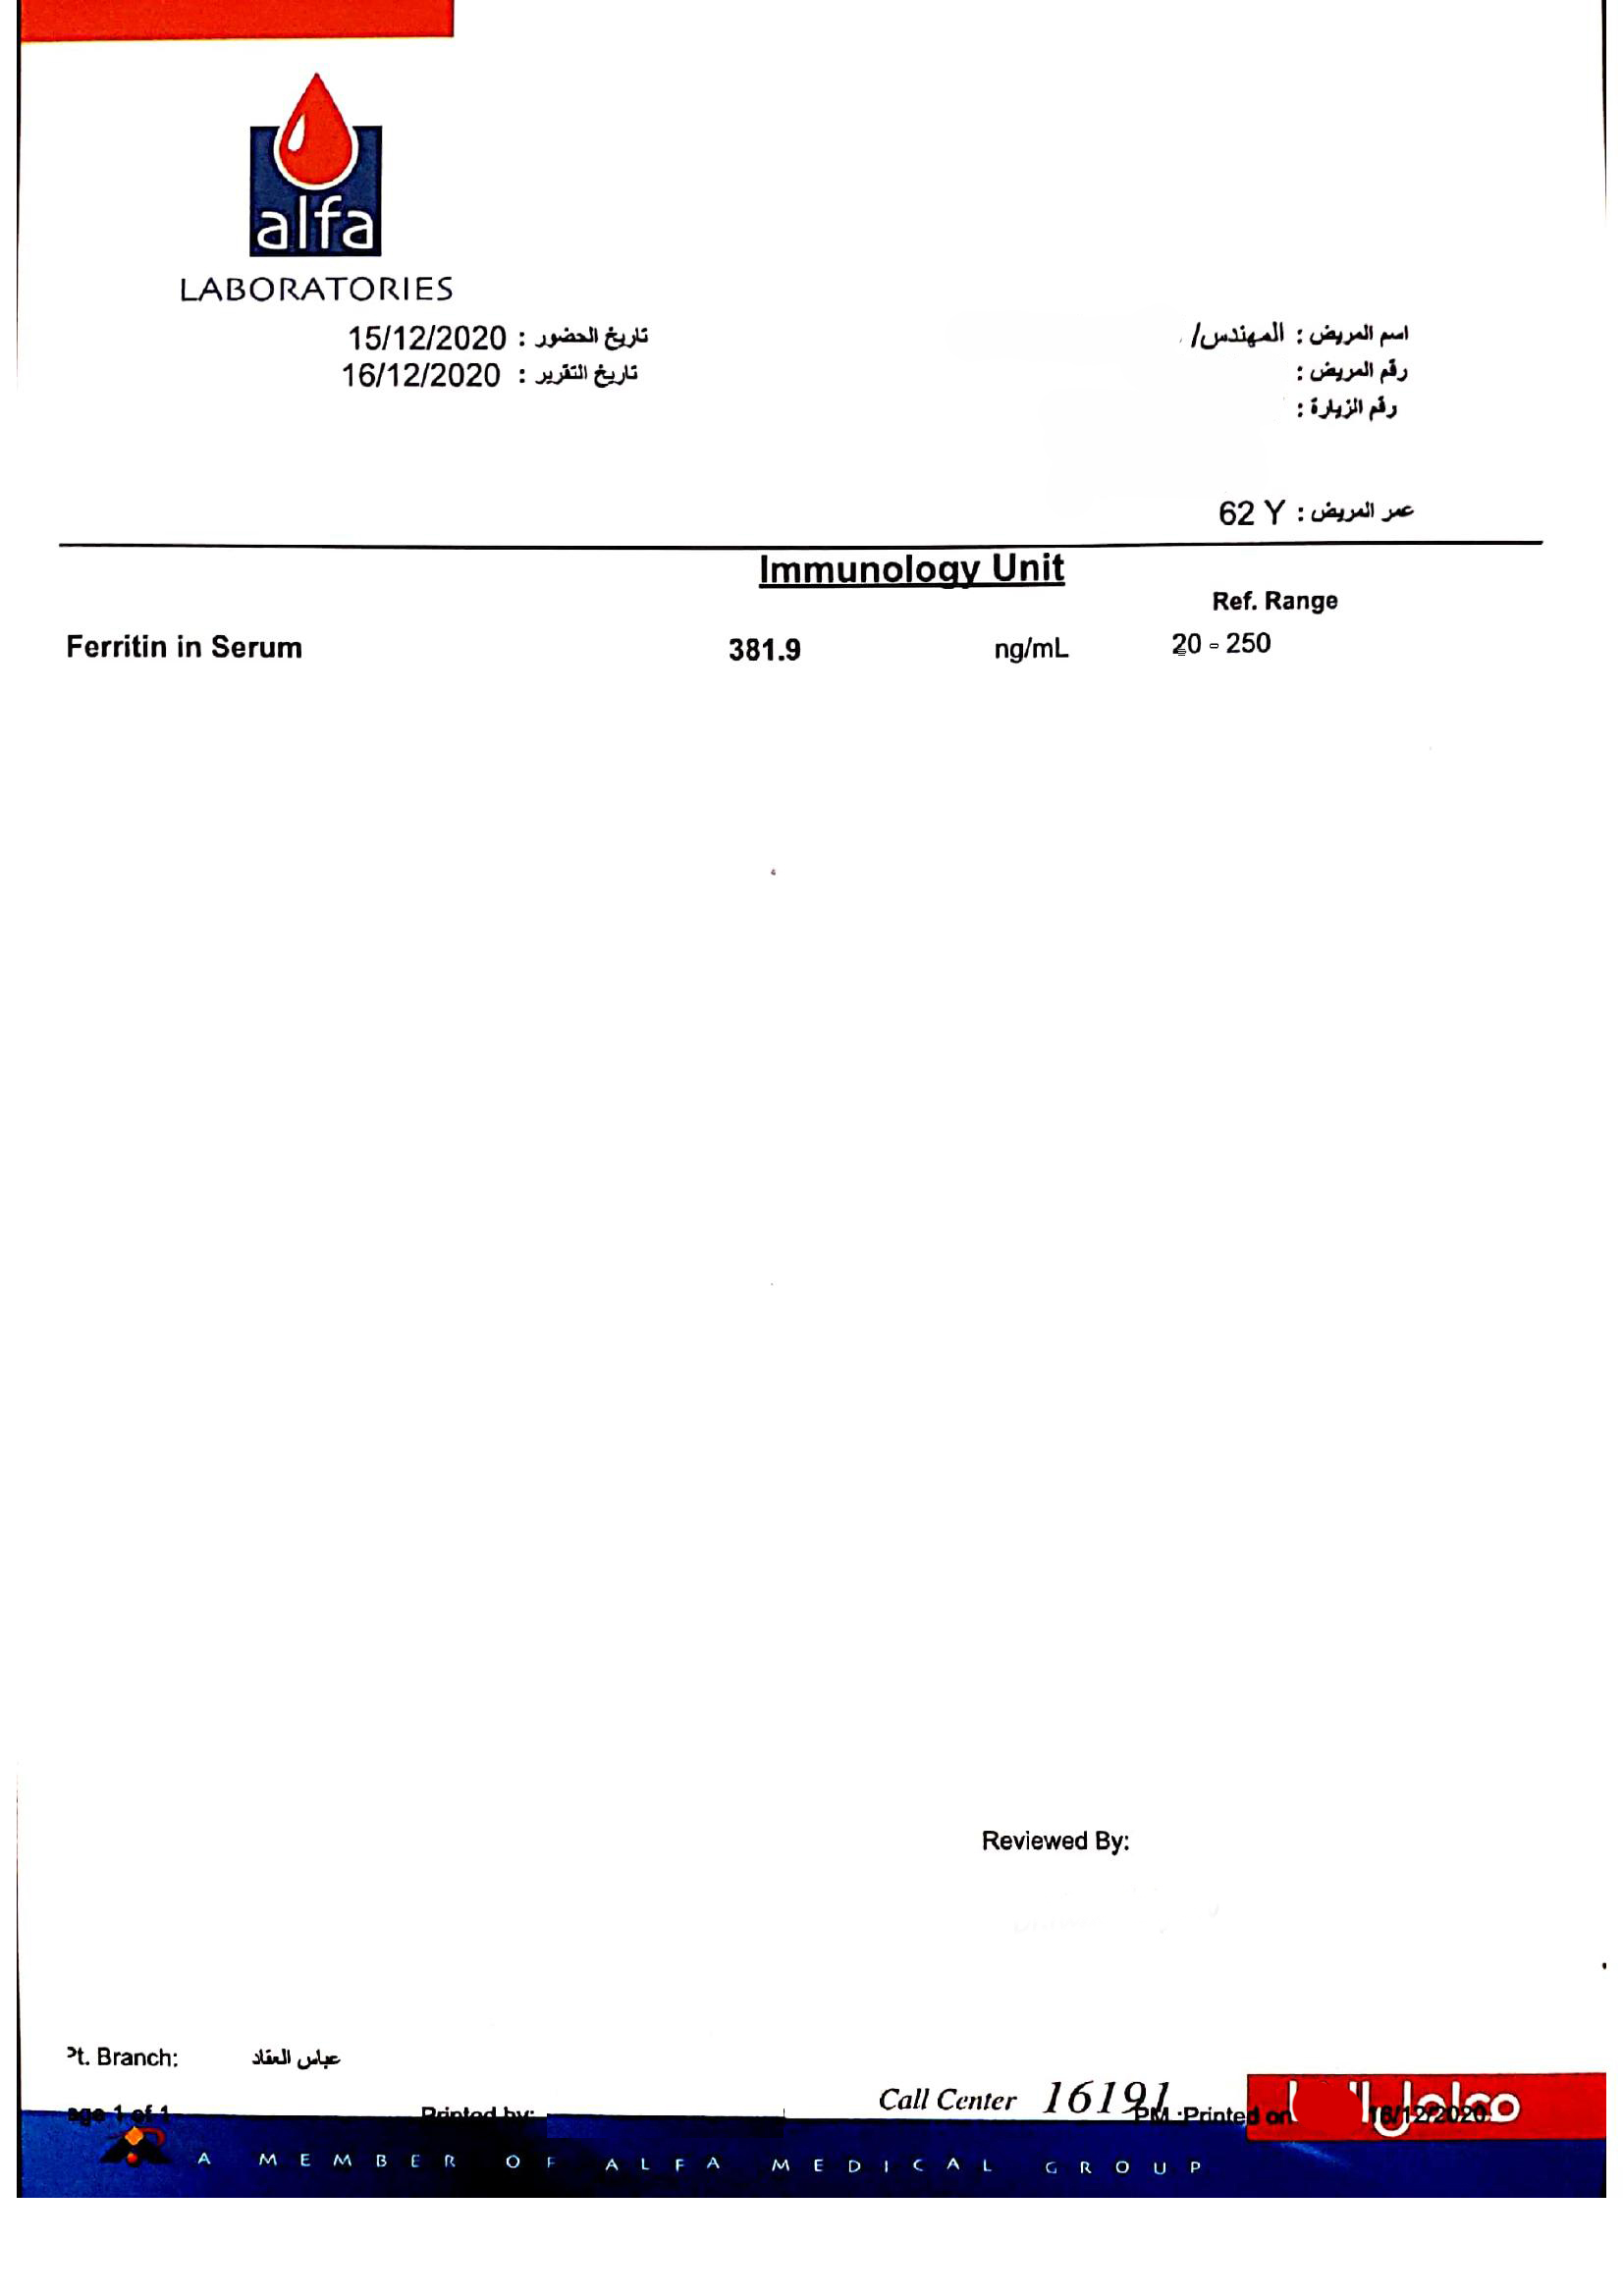 alfa
LABORATORIES
اسم المريض : المهندس/
تاريخ الحضور : 15/12/2020
رقم المريض :
تاريخ التقرير : 16/12/2020
رقم الزيارة :
عمر المريض : 62 Y
Immunology Unit
Ref. Range
Ferritin in Serum 381.9 ng/mL 20 - 250
Reviewed By:
Pt. Branch: عباس العقاد
Call Center 16191
age 1 of 1 Printed by: PM :Printed on 16/12/2020
معامل
A MEMBER OF ALFA MEDICAL GROUP